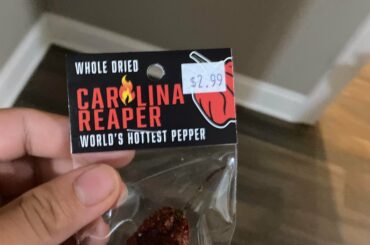 WHOLE DRIED
$2.99
CAROLINA
REAPER
WORLD'S HOTTEST PEPPER